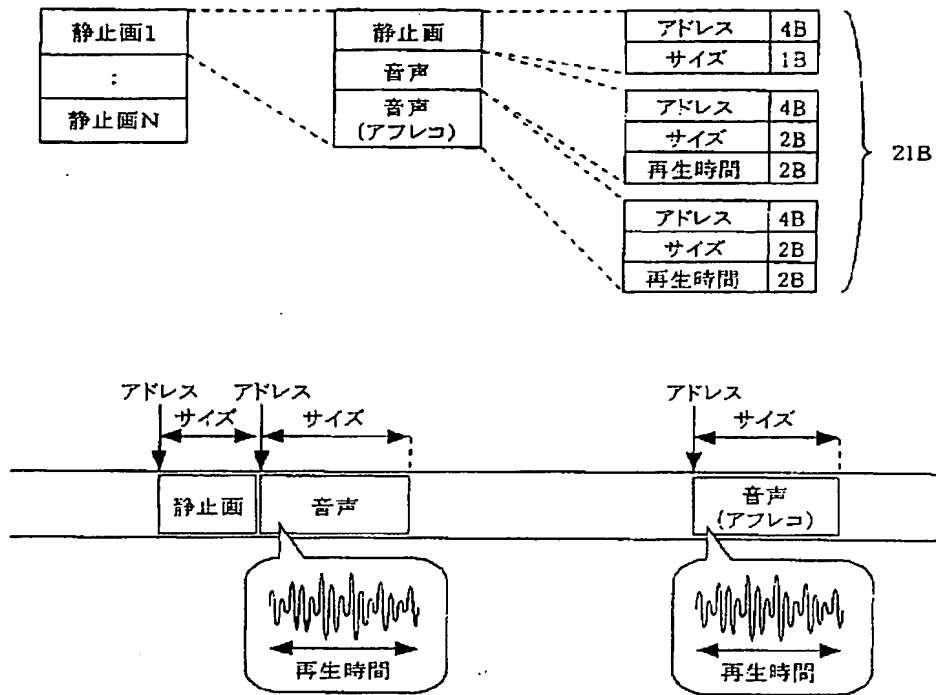 静止画1
:
静止画N
静止画
音声
音声
(アフレコ)
アドレス 4B
サイズ 1B
アドレス 4B
サイズ 2B
再生時間 2B
アドレス 4B
サイズ 2B
再生時間 2B
21B
アドレス アドレス アドレス
サイズ サイズ サイズ
静止画 音声 音声
(アフレコ)
再生時間 再生時間